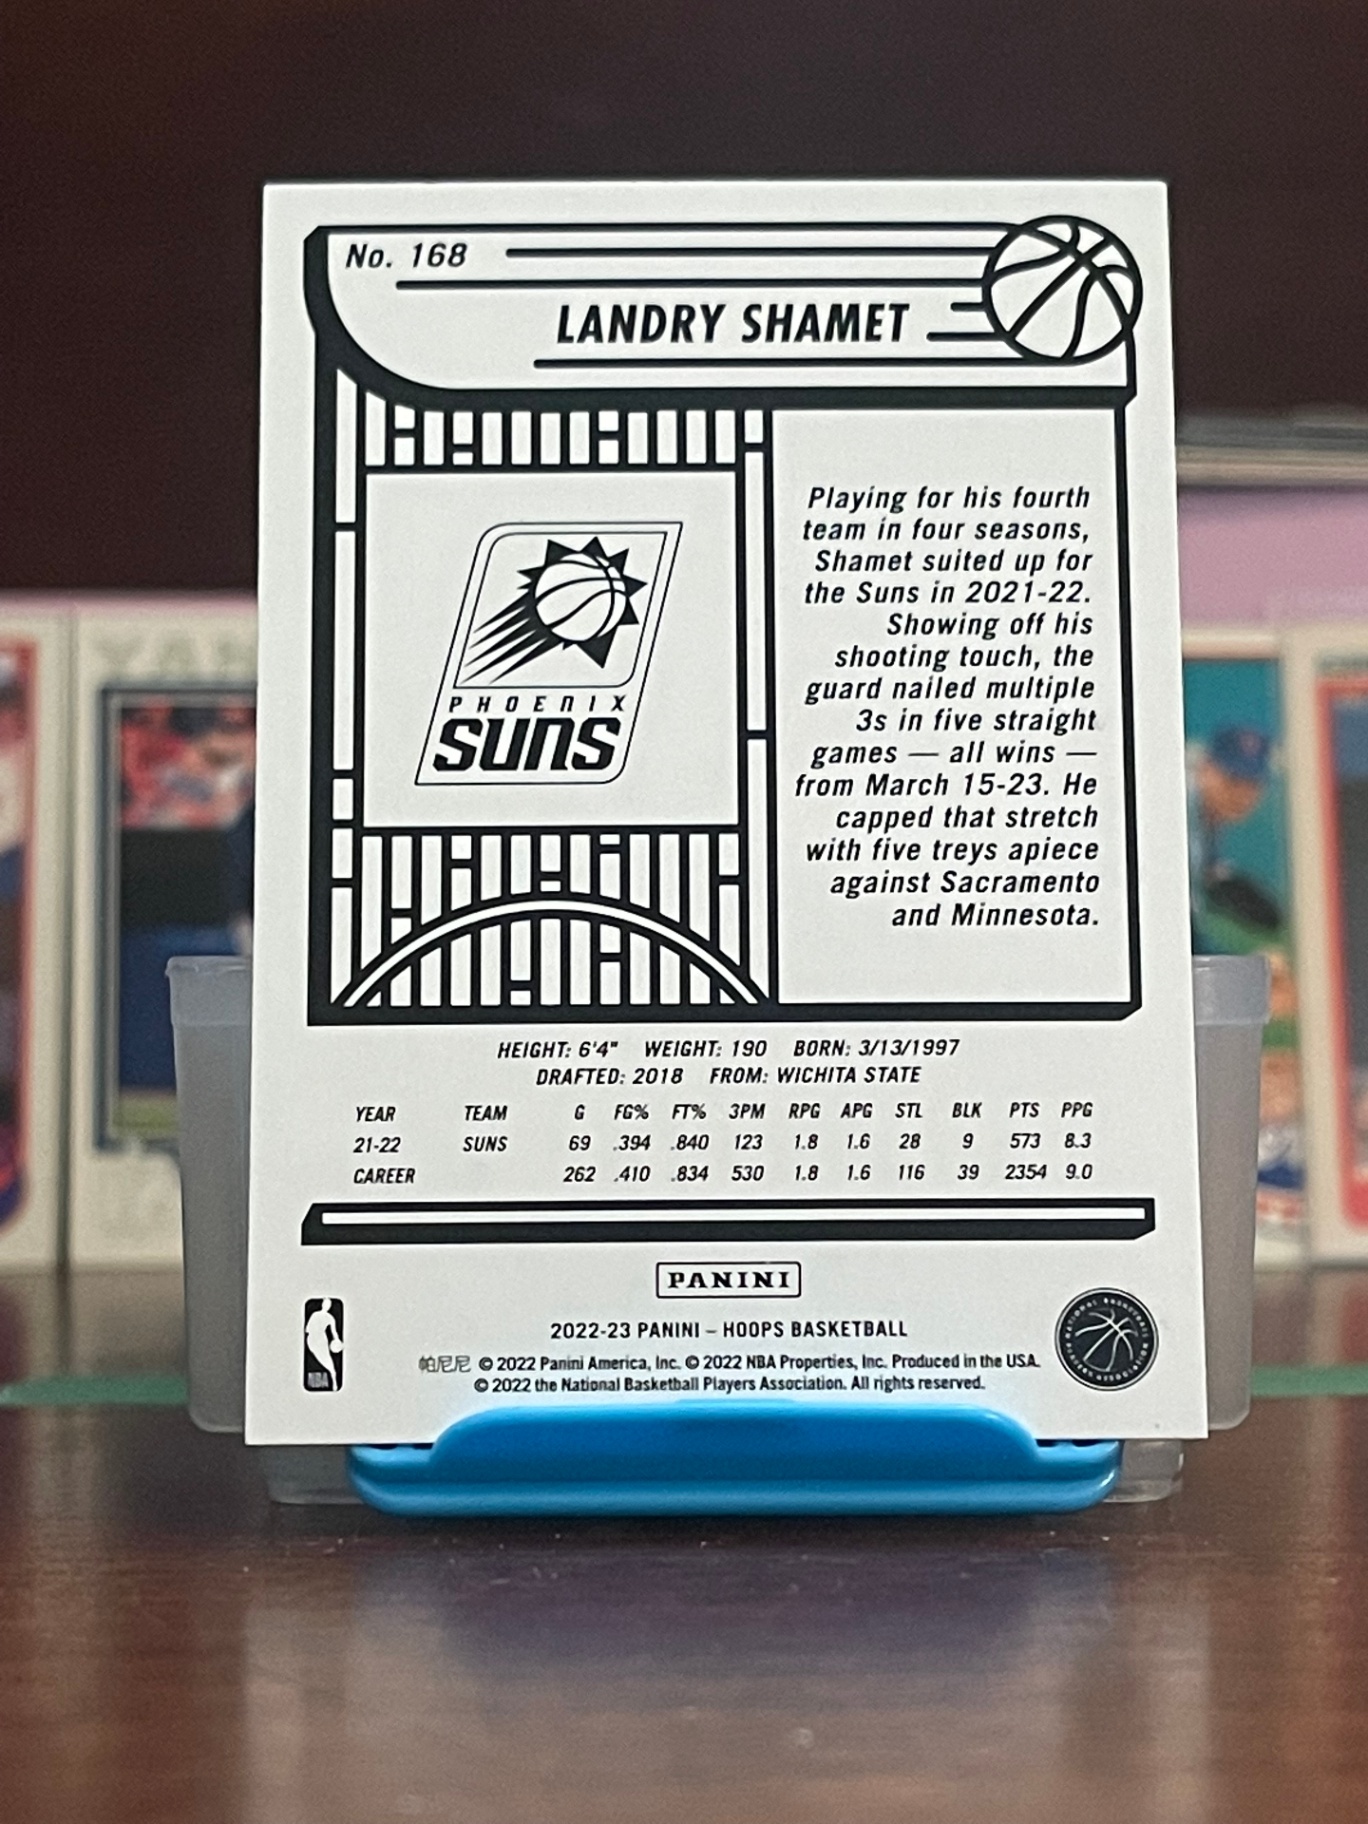 No. 168
LANDRY SHAMET
PHOENIX
SUNS
Playing for his fourth
team in four seasons,
Shamet suited up for
the Suns in 2021-22.
Showing off his
shooting touch, the
guard nailed multiple
3s in five straight
games — all wins —
from March 15-23. He
capped that stretch
with five treys apiece
against Sacramento
and Minnesota.
HEIGHT: 6'4" WEIGHT: 190 BORN: 3/13/1997
DRAFTED: 2018 FROM: WICHITA STATE
YEAR TEAM G FG% FT% 3PM RPG APG STL BLK PTS PPG
21-22 SUNS 69 .394 .840 123 1.8 1.6 28 9 573 8.3
CAREER 262 .410 .834 530 1.8 1.6 116 39 2354 9.0
PANINI
2022-23 PANINI – HOOPS BASKETBALL
帕尼尼 © 2022 Panini America, Inc. © 2022 NBA Properties, Inc. Produced in the USA.
© 2022 the National Basketball Players Association. All rights reserved.
NBA
NATIONAL BASKETBALL PLAYERS ASSOCIATION